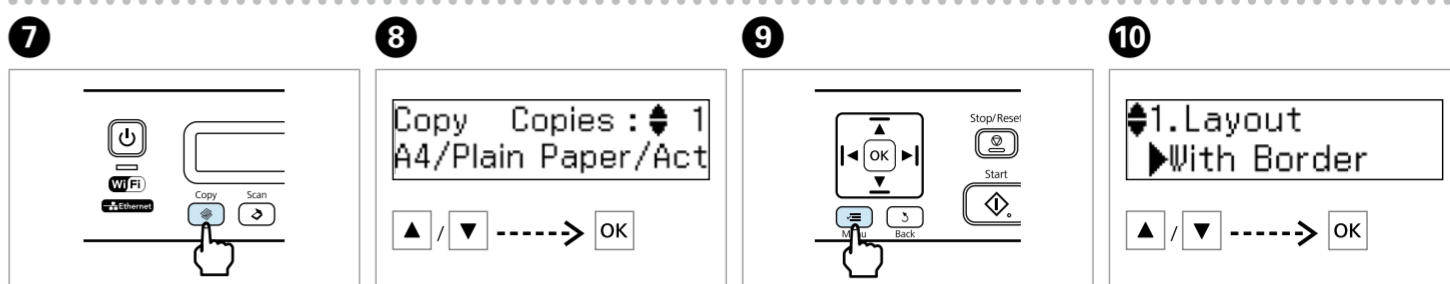 7
8
9
10
WiFi
Ethernet
Copy Scan
Copy Copies : 1
A4/Plain Paper/Act
▲ / ▼ -----> OK
OK
Stop/Reset
Start
Menu Back
1.Layout
With Border
▲ / ▼ -----> OK